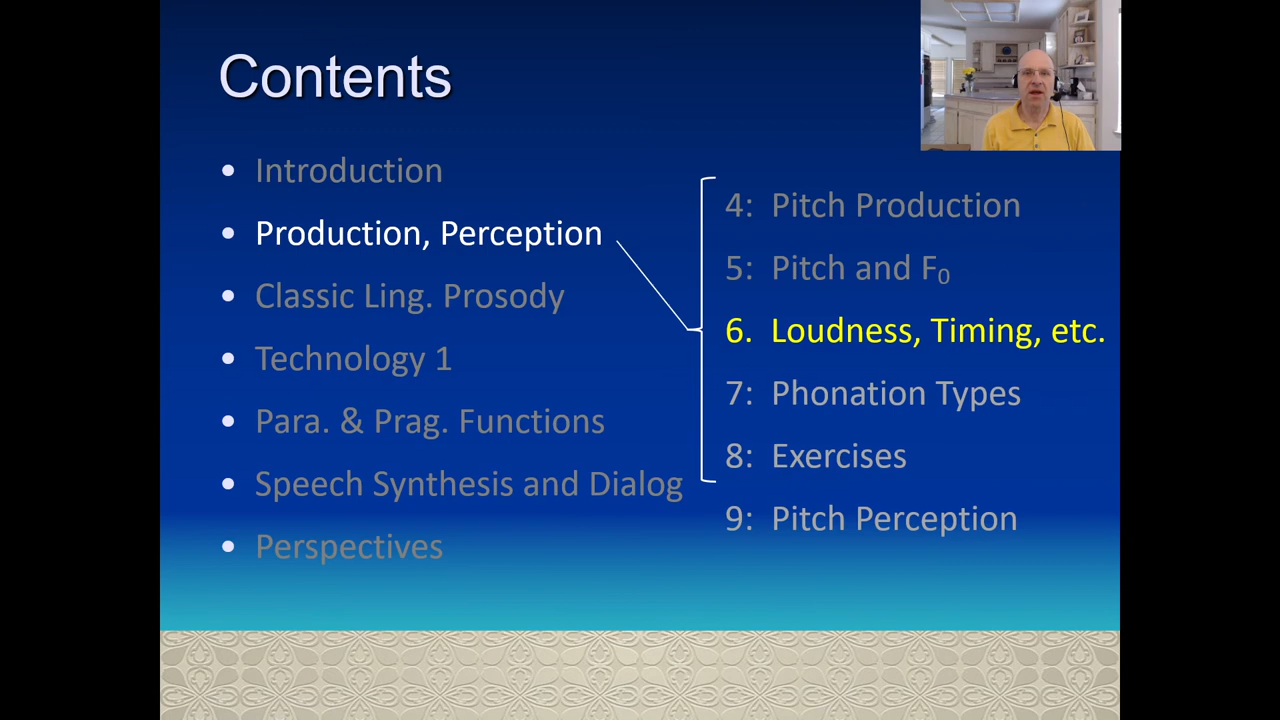 Contents
• Introduction
• Production, Perception
• Classic Ling. Prosody
• Technology 1
• Para. & Prag. Functions
• Speech Synthesis and Dialog
• Perspectives
4: Pitch Production
5: Pitch and F₀
6. Loudness, Timing, etc.
7: Phonation Types
8: Exercises
9: Pitch Perception